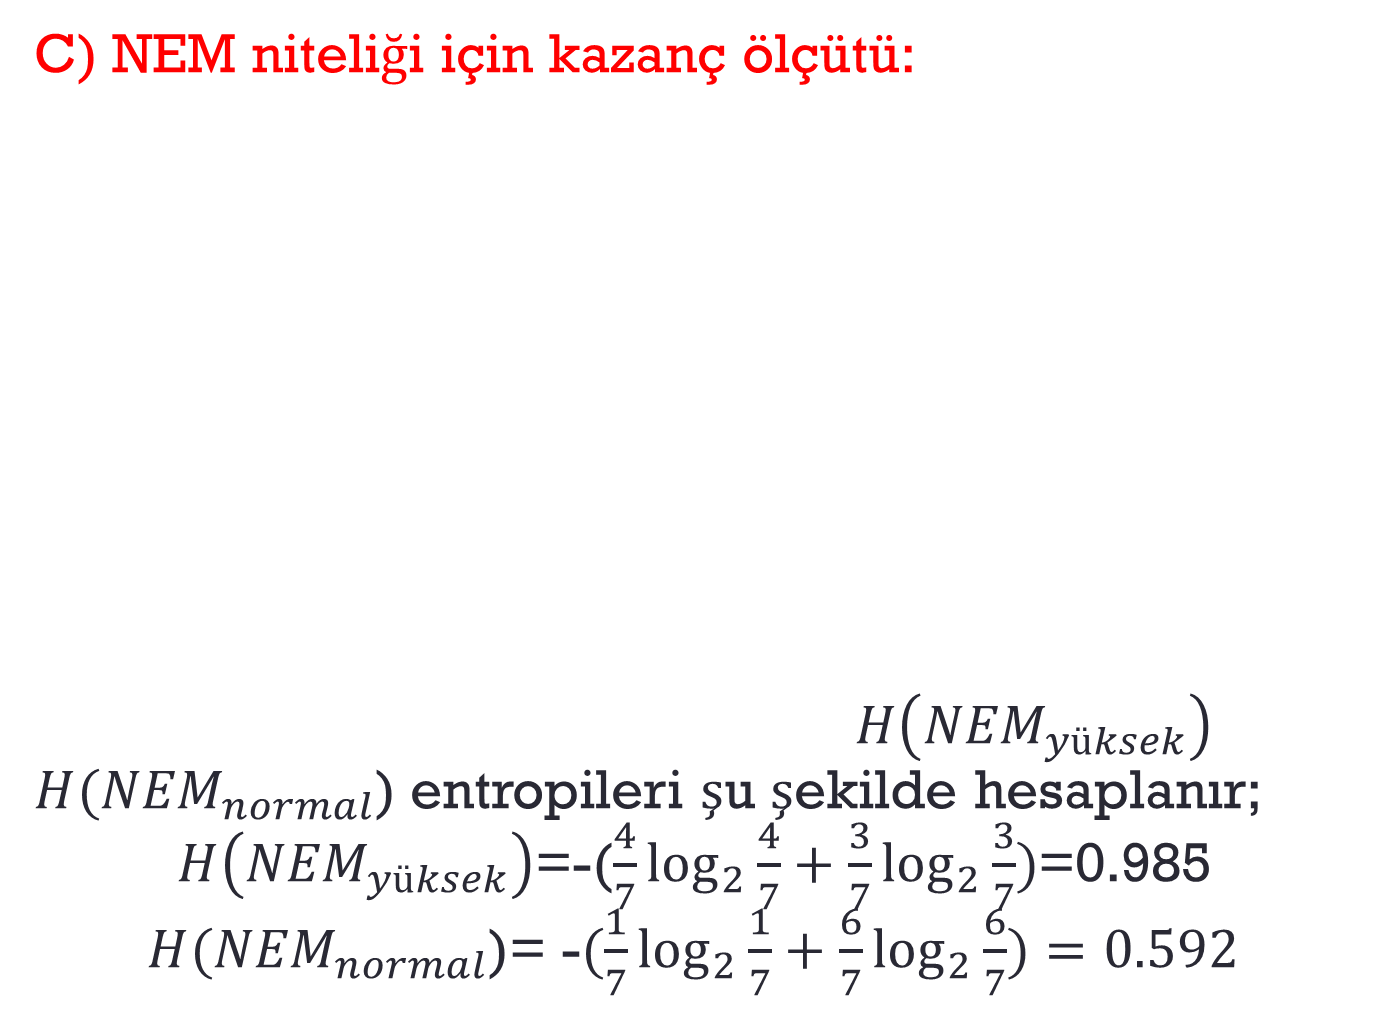 C) NEM niteliği için kazanç ölçütü:
H(NEM_yüksek)
H(NEM_normal) entropileri şu şekilde hesaplanır;
H(NEM_yüksek)=-(4/7 log₂ 4/7 + 3/7 log₂ 3/7)=0.985
H(NEM_normal)= -(1/7 log₂ 1/7 + 6/7 log₂ 6/7) = 0.592